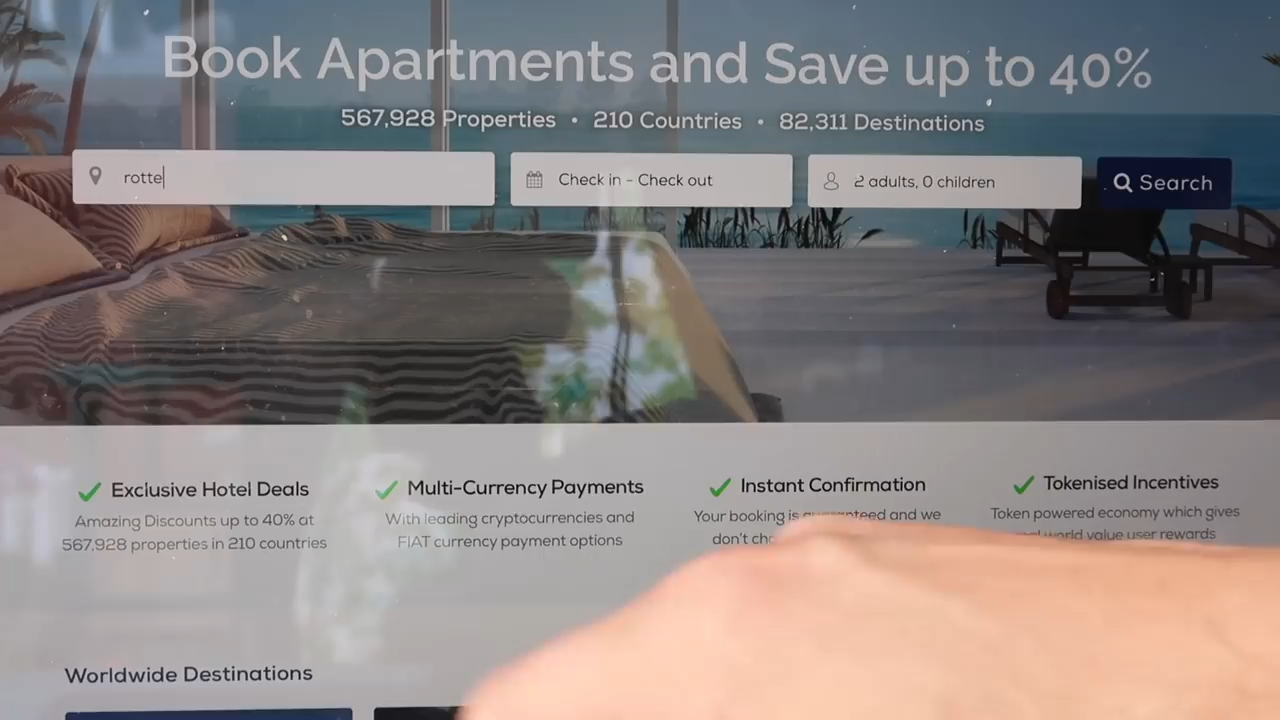 Book Apartments and Save up to 40%
567,928 Properties • 210 Countries • 82,311 Destinations
rotte
Check in - Check out
2 adults, 0 children
Search
Exclusive Hotel Deals
Amazing Discounts up to 40% at
567,928 properties in 210 countries
Multi-Currency Payments
With leading cryptocurrencies and
FIAT currency payment options
Instant Confirmation
Your booking is guaranteed and we
don't
Tokenised Incentives
Token powered economy which gives
world value user rewards
Worldwide Destinations